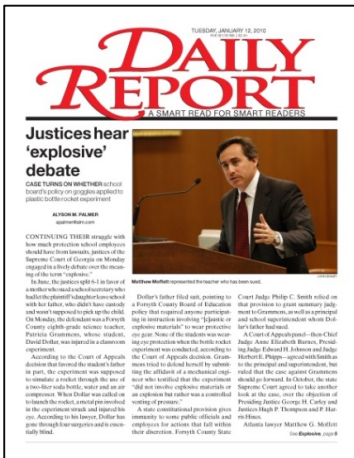 TUESDAY, JANUARY 12, 2010
DAILY
REPORT
A SMART READ FOR SMART READERS
Justices hear
'explosive'
debate
CASE TURNS ON WHETHER school
board's policy on goggles applied to
plastic bottle rocket experiment
ALYSON M. PALMER
apalmer@alm.com
CONTINUING THEIR struggle with
how much protection school employees
should have from lawsuits, justices of the
Supreme Court of Georgia on Monday
engaged in a lively debate over the mean-
ing of the term "explosive."
In June, the justices split 6-1 in favor of
a mother who sued a school secretary who
had let the plaintiff's daughter leave school
with her father, who didn't have custody
and wasn't supposed to pick up the child.
On Monday, the defendant was a Forsyth
County eighth-grade science teacher,
Patricia Grammens, whose student,
David Dollar, was injured in a classroom
experiment.
According to the Court of Appeals
decision that favored the student's father
in part, the experiment was supposed
to simulate a rocket through the use of
a two-liter soda bottle, water and an air
compressor. When Dollar was called on
to launch the rocket, a metal pin involved
in the experiment struck and injured his
eye. According to his lawyer, Dollar has
gone through four surgeries and is essen-
tially blind.
Matthew Moffett represented the teacher who has been sued.
Dollar's father filed suit, pointing to
a Forsyth County Board of Education
policy that required anyone participat-
ing in instruction involving "[c]austic or
explosive materials" to wear protective
eye gear. None of the students was wear-
ing eye protection when the bottle rocket
experiment was conducted, according to
the Court of Appeals decision. Gram-
mens tried to defend herself by submit-
ting the affidavit of a mechanical engi-
neer who testified that the experiment
"did not involve explosive materials or
an explosion but rather was a controlled
venting of pressure."
A state constitutional provision gives
immunity to some public officials and
employees for actions that fall within
their discretion. Forsyth County State
Court Judge Philip C. Smith relied on
that provision to grant summary judg-
ment to Grammens, as well as a principal
and school superintendent whom Dol-
lar's father had sued.
A Court of Appeals panel—then-Chief
Judge Anne Elizabeth Barnes, Presid-
ing Judge Edward H. Johnson and Judge
Herbert E. Phipps—agreed with Smith as
to the principal and superintendent, but
ruled that the case against Grammens
should go forward. In October, the state
Supreme Court agreed to take another
look at the case, over the objection of
Presiding Justice George H. Carley and
Justices Hugh P. Thompson and P. Har-
ris Hines.
Atlanta lawyer Matthew G. Moffett
See Explosive, page 8